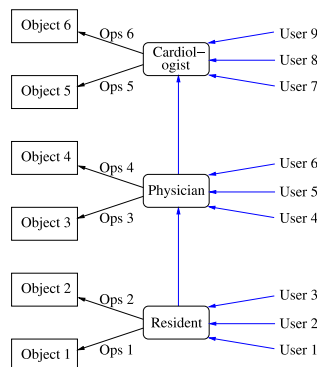 Object 6
Ops 6
Cardiol-
ogist
User 9
User 8
User 7
Object 5
Ops 5
Object 4
Ops 4
Physician
User 6
User 5
User 4
Object 3
Ops 3
Object 2
Ops 2
Resident
User 3
User 2
User 1
Object 1
Ops 1